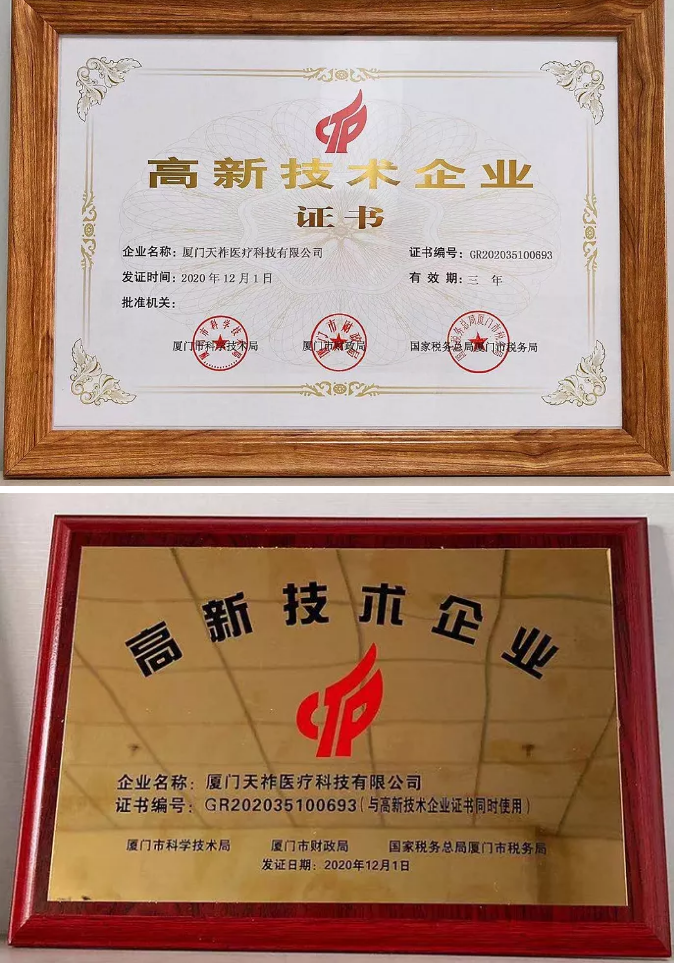 高新技术企业
证书
企业名称：厦门天祚医疗科技有限公司 证书编号：GR202035100693
发证时间：2020年12月1日 有效期：三 年
批准机关：
厦门市科学技术局 厦门市财政局 国家税务总局厦门市税务局
高新技术企业
企业名称：厦门天祚医疗科技有限公司
证书编号：GR202035100693（与高新技术企业证书同时使用）
厦门市科学技术局 厦门市财政局 国家税务总局厦门市税务局
发证日期：2020年12月1日